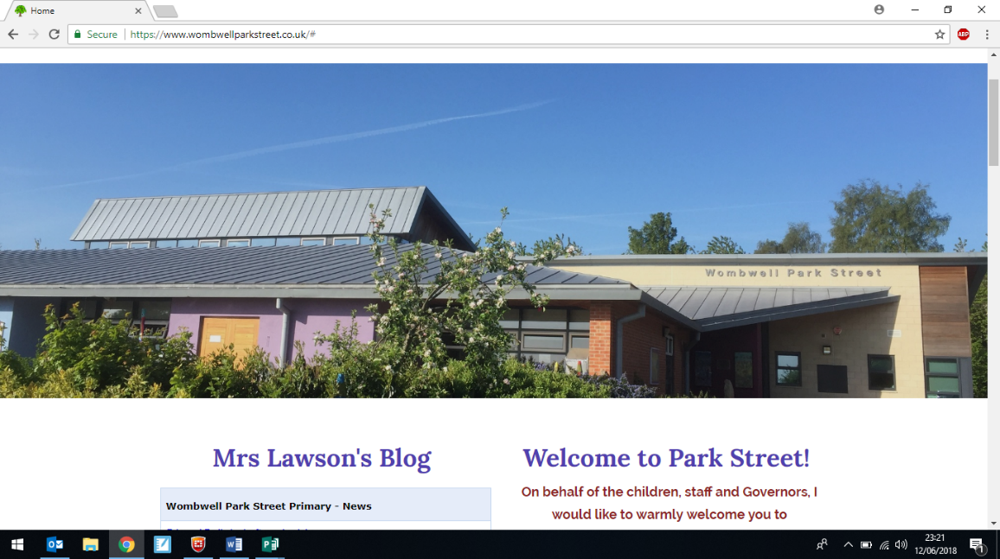 Home
Secure
https://www.wombwellparkstreet.co.uk/#
ABP
Wombwell Park Street
Mrs Lawson's Blog
Welcome to Park Street!
Wombwell Park Street Primary - News
On behalf of the children, staff and Governors, I
would like to warmly welcome you to
23:21
12/06/2018
1